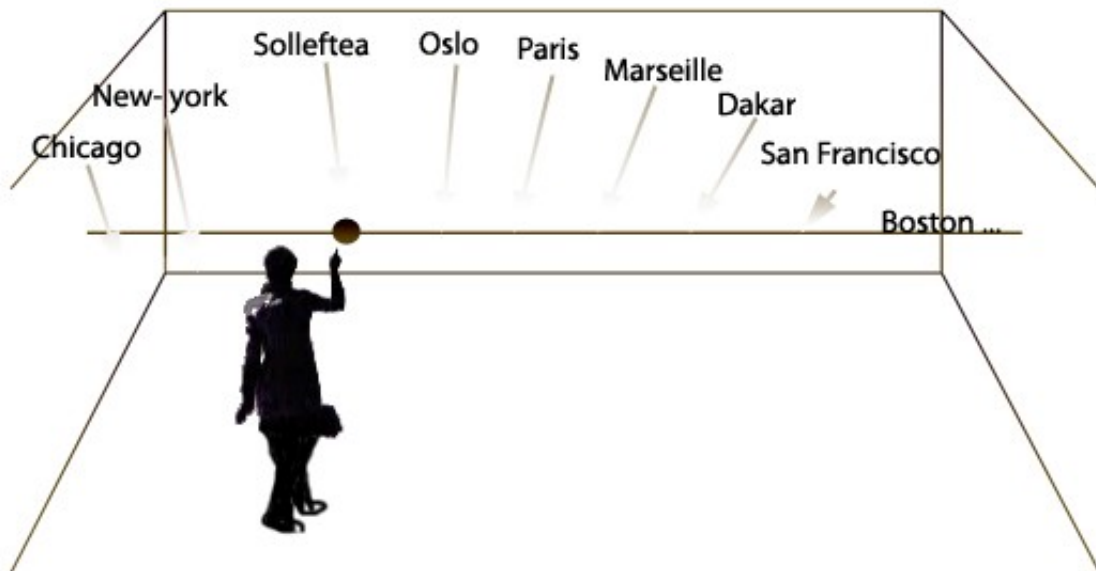 Solleftea
Oslo
Paris
Marseille
New- york
Dakar
Chicago
San Francisco
Boston ...